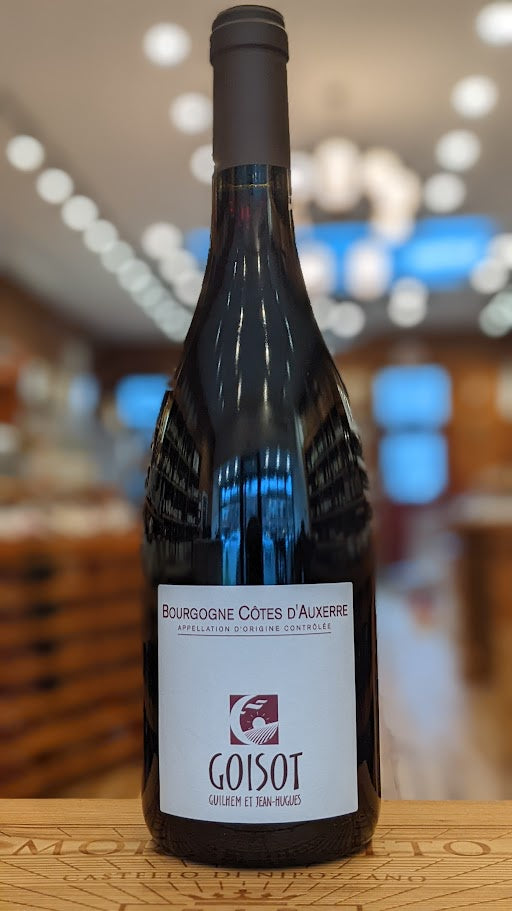 BOURGOGNE CÔTES D'AUXERRE
APPELLATION D'ORIGINE CONTRÔLÉE
GOISOT
GUILHEM ET JEAN-HUGUES
CASTELLO DI NIPOZZANO